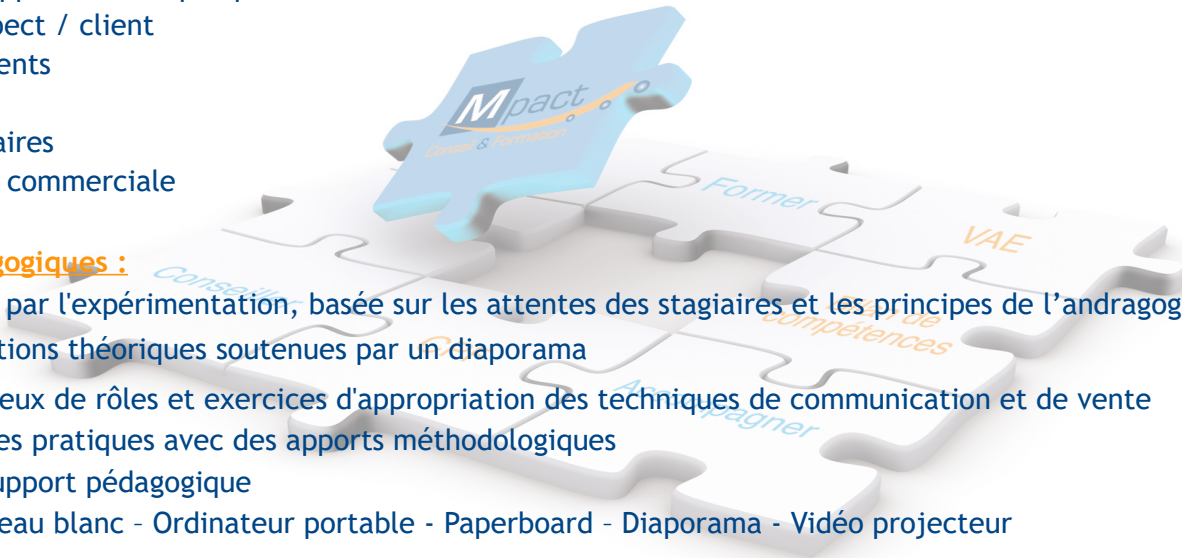 pect / client
ents
aires
commerciale
gogiques :
par l'expérimentation, basée sur les attentes des stagiaires et les principes de l’andragog
tions théoriques soutenues par un diaporama
eux de rôles et exercices d'appropriation des techniques de communication et de vente
es pratiques avec des apports méthodologiques
upport pédagogique
eau blanc – Ordinateur portable - Paperboard – Diaporama - Vidéo projecteur
Mpact
Conseil & Formation
Former
VAE
Conseiller
compétences
Accompagner